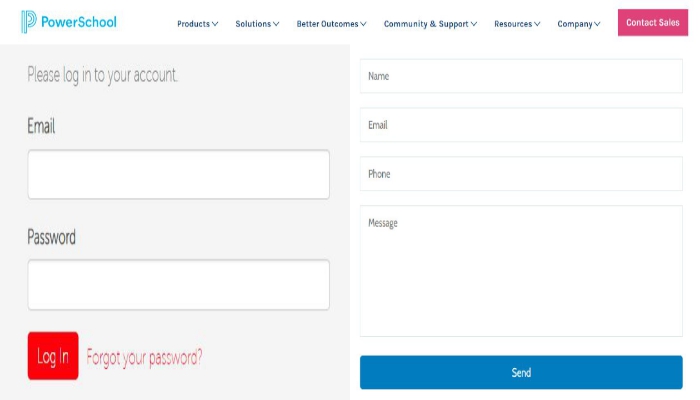 PowerSchool
Products Solutions Better Outcomes Community & Support Resources Company Contact Sales
Please log in to your account.
Email
Password
Log In Forgot your password?
Name
Email
Phone
Message
Send